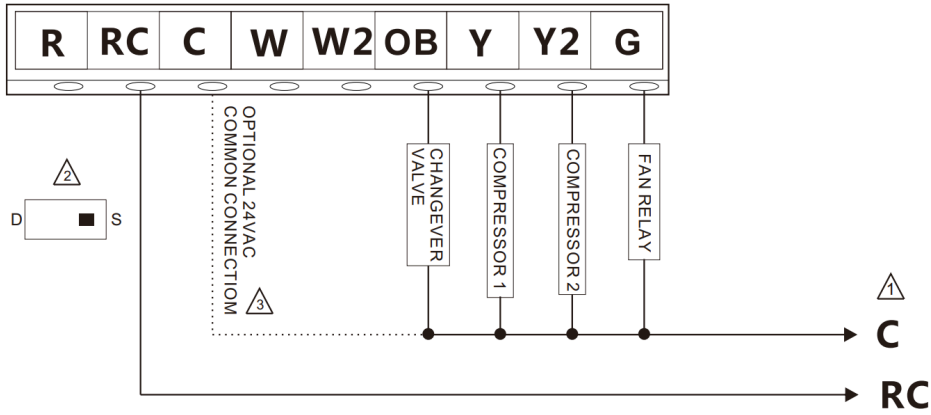 R RC C W W2 OB Y Y2 G
OPTIONAL 24VAC
COMMON CONNECTIOM
3
CHANGEVER
VALVE
COMPRESSOR 1
COMPRESSOR 2
FAN RELAY
2
D S
1
C
RC